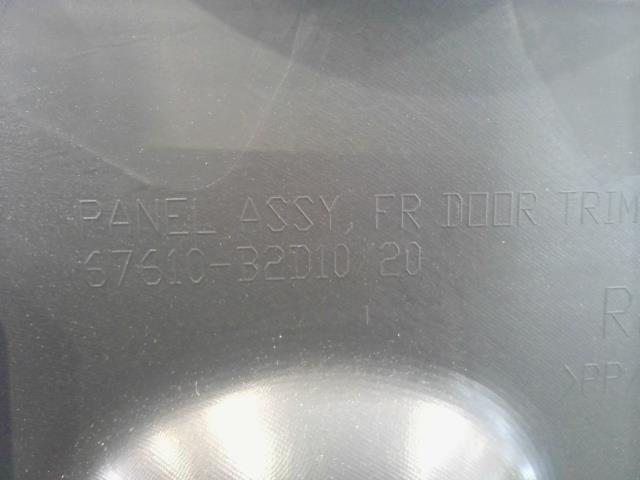 PANEL ASSY, FR DOOR TRIM
67610-32D10/20
R
>PP/